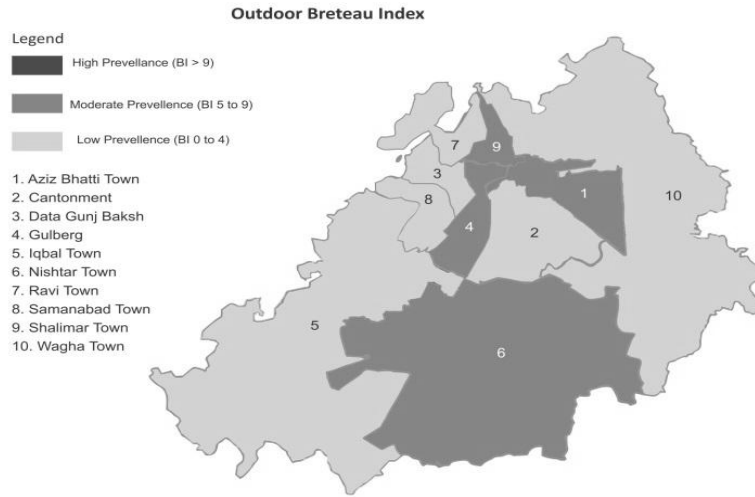 Outdoor Breteau Index
Legend
High Prevellance (BI > 9)
Moderate Prevellence (BI 5 to 9)
Low Prevellence (BI 0 to 4)
1. Aziz Bhatti Town
2. Cantonment
3. Data Gunj Baksh
4. Gulberg
5. Iqbal Town
6. Nishtar Town
7. Ravi Town
8. Samanabad Town
9. Shalimar Town
10. Wagha Town
7
9
3
8
1
10
4
2
5
6